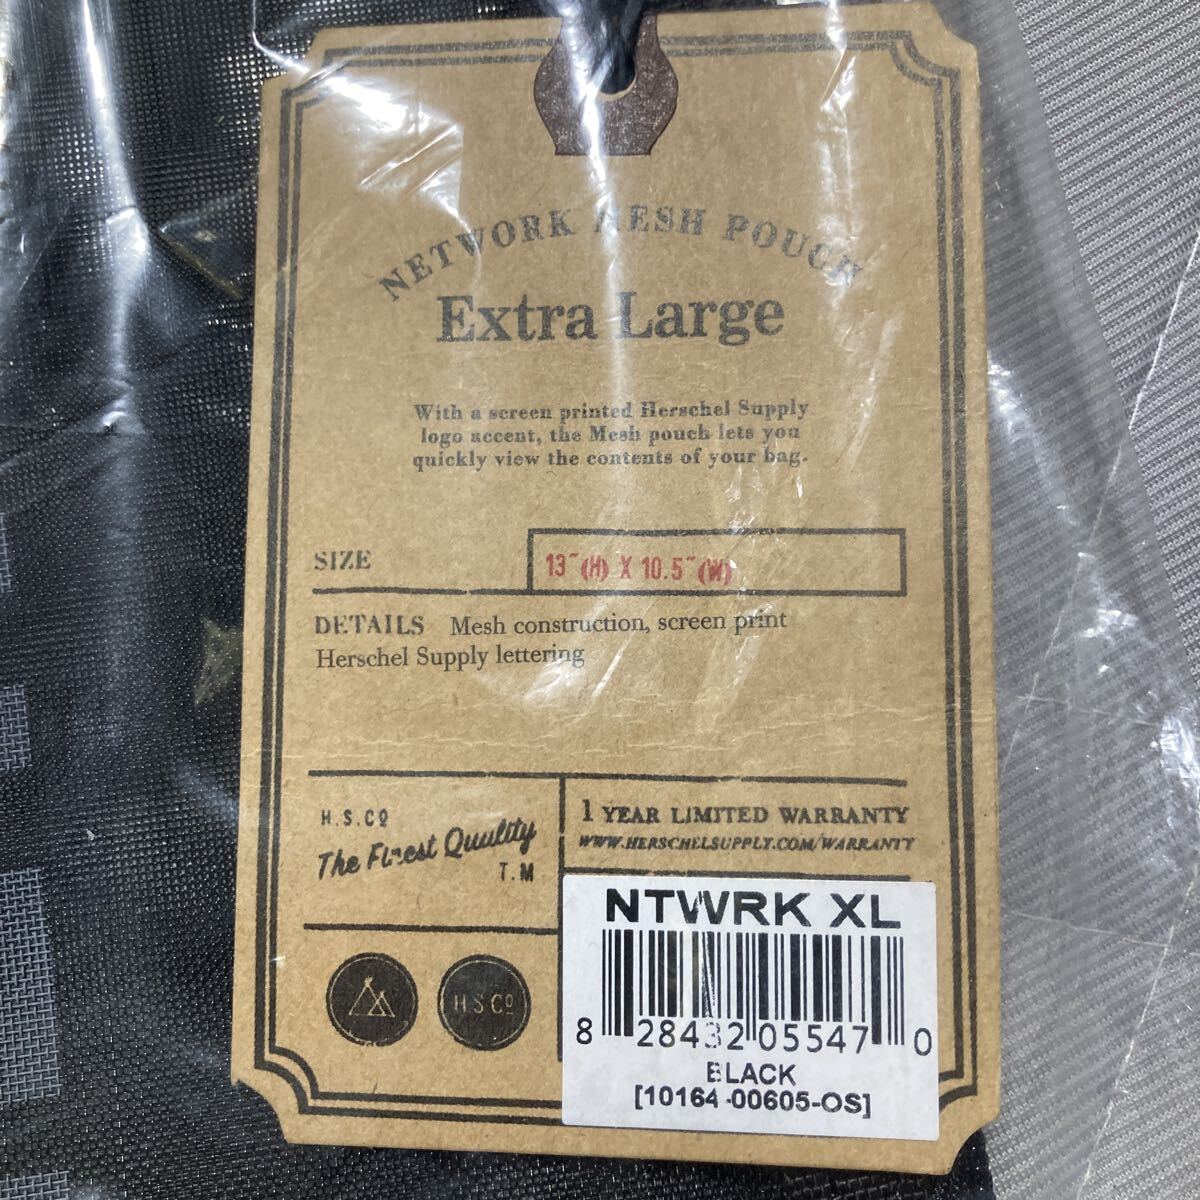 NETWORK MESH POUCH
Extra Large
With a screen printed Herschel Supply
logo accent, the Mesh pouch lets you
quickly view the contents of your bag.
SIZE 13"(H) X 10.5"(W)
DETAILS Mesh construction, screen print
Herschel Supply lettering
H.S.CO
The Finest Quality
T.M
1 YEAR LIMITED WARRANTY
WWW.HERSCHELSUPPLY.COM/WARRANTY
H.S CO
NTWRK XL
8 28432 05547 0
BLACK
[10164-00605-OS]